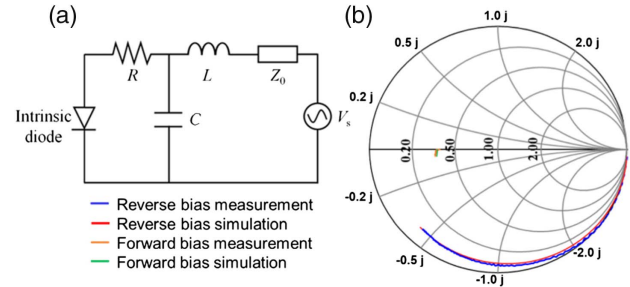 (a)
R
L
Z0
Intrinsic
diode
C
Vs
Reverse bias measurement
Reverse bias simulation
Forward bias measurement
Forward bias simulation
(b)
1.0 j
0.5 j
2.0 j
0.2 j
0.20
0.50
1.00
2.00
-0.2 j
-0.5 j
-2.0 j
-1.0 j